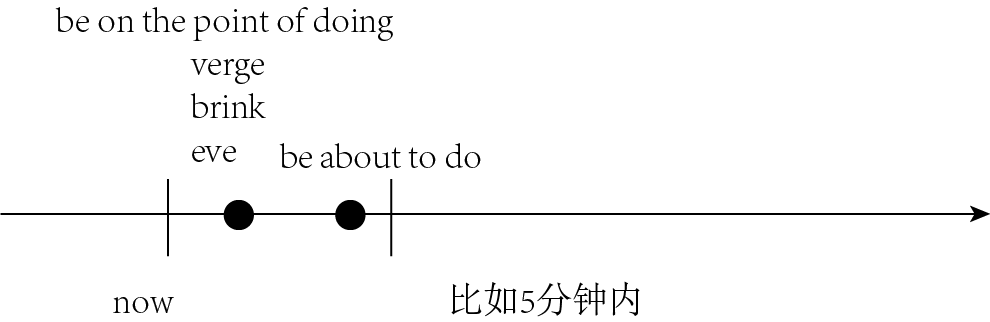 be on the point of doing
verge
brink
eve
be about to do
now
比如5分钟内